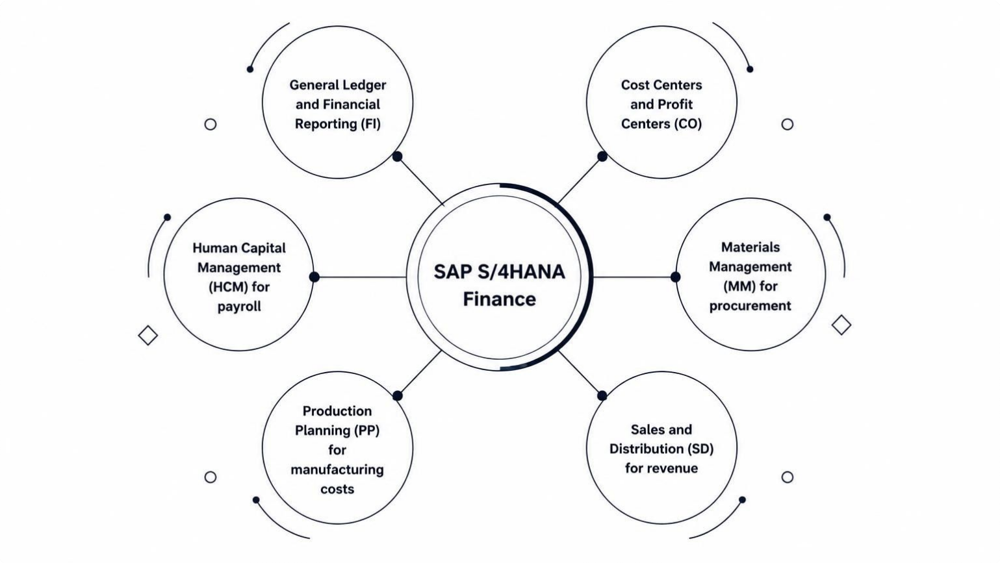 General Ledger
and Financial
Reporting (FI)
Cost Centers
and Profit
Centers (CO)
Human Capital
Management
(HCM) for
payroll
SAP S/4HANA
Finance
Materials
Management
(MM) for
procurement
Production
Planning (PP)
for
manufacturing
costs
Sales and
Distribution (SD)
for revenue